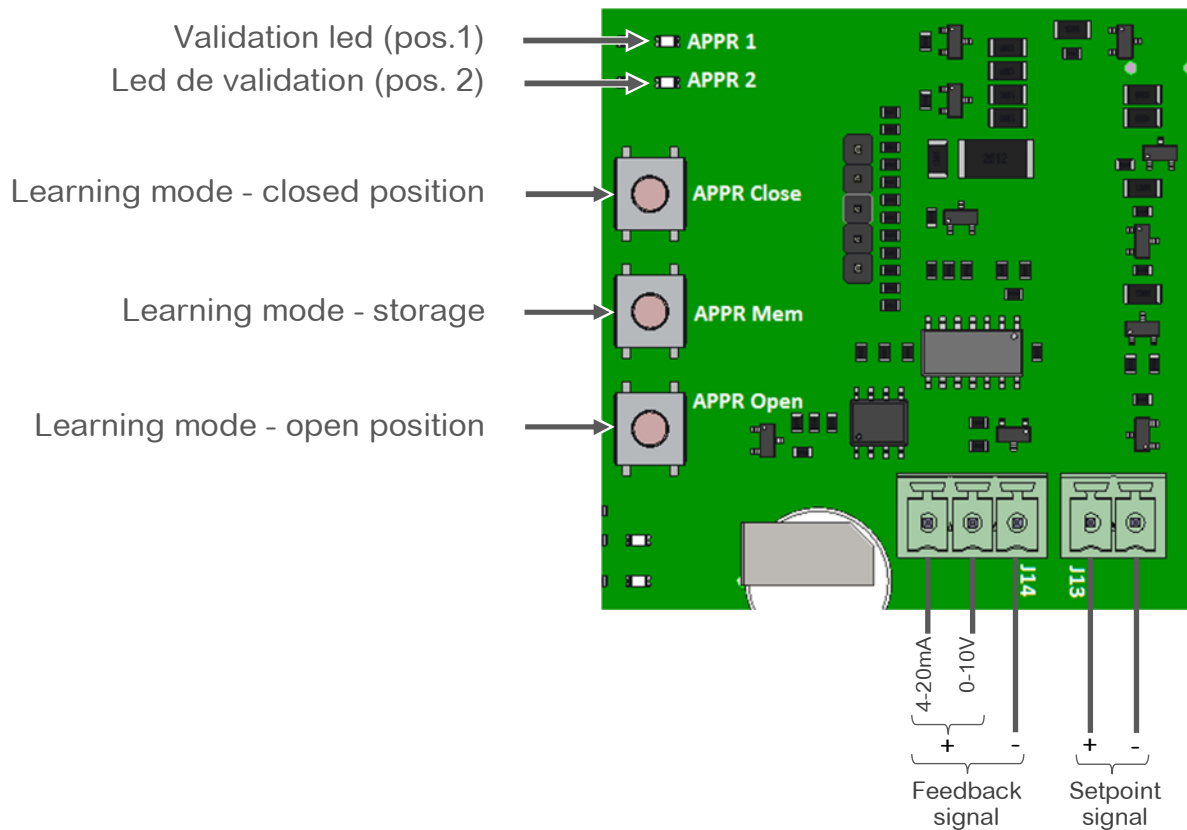 Validation led (pos.1)
APPR 1
Led de validation (pos. 2)
APPR 2
Learning mode - closed position
APPR Close
Learning mode - storage
APPR Mem
APPR Open
Learning mode - open position
J14
J13
4-20mA
0-10V
+
-
+
-
Feedback
signal
Setpoint
signal